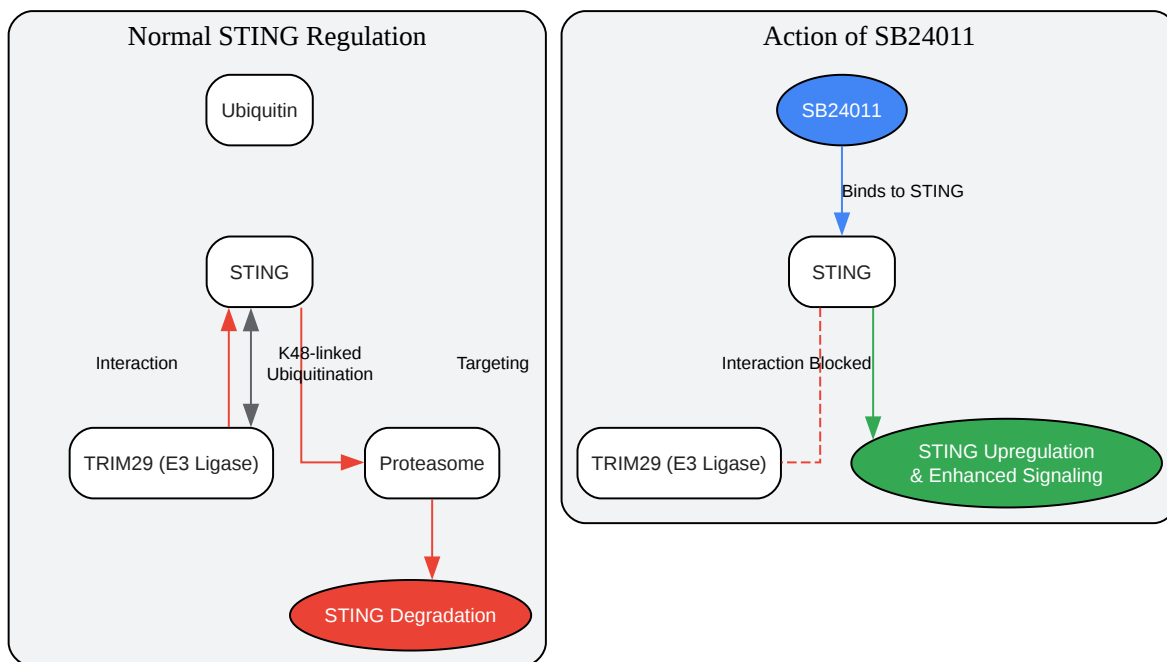 Normal STING Regulation
Ubiquitin
STING
Interaction
K48-linked
Ubiquitination
Targeting
TRIM29 (E3 Ligase)
Proteasome
STING Degradation
Action of SB24011
SB24011
Binds to STING
STING
Interaction Blocked
TRIM29 (E3 Ligase)
STING Upregulation
& Enhanced Signaling